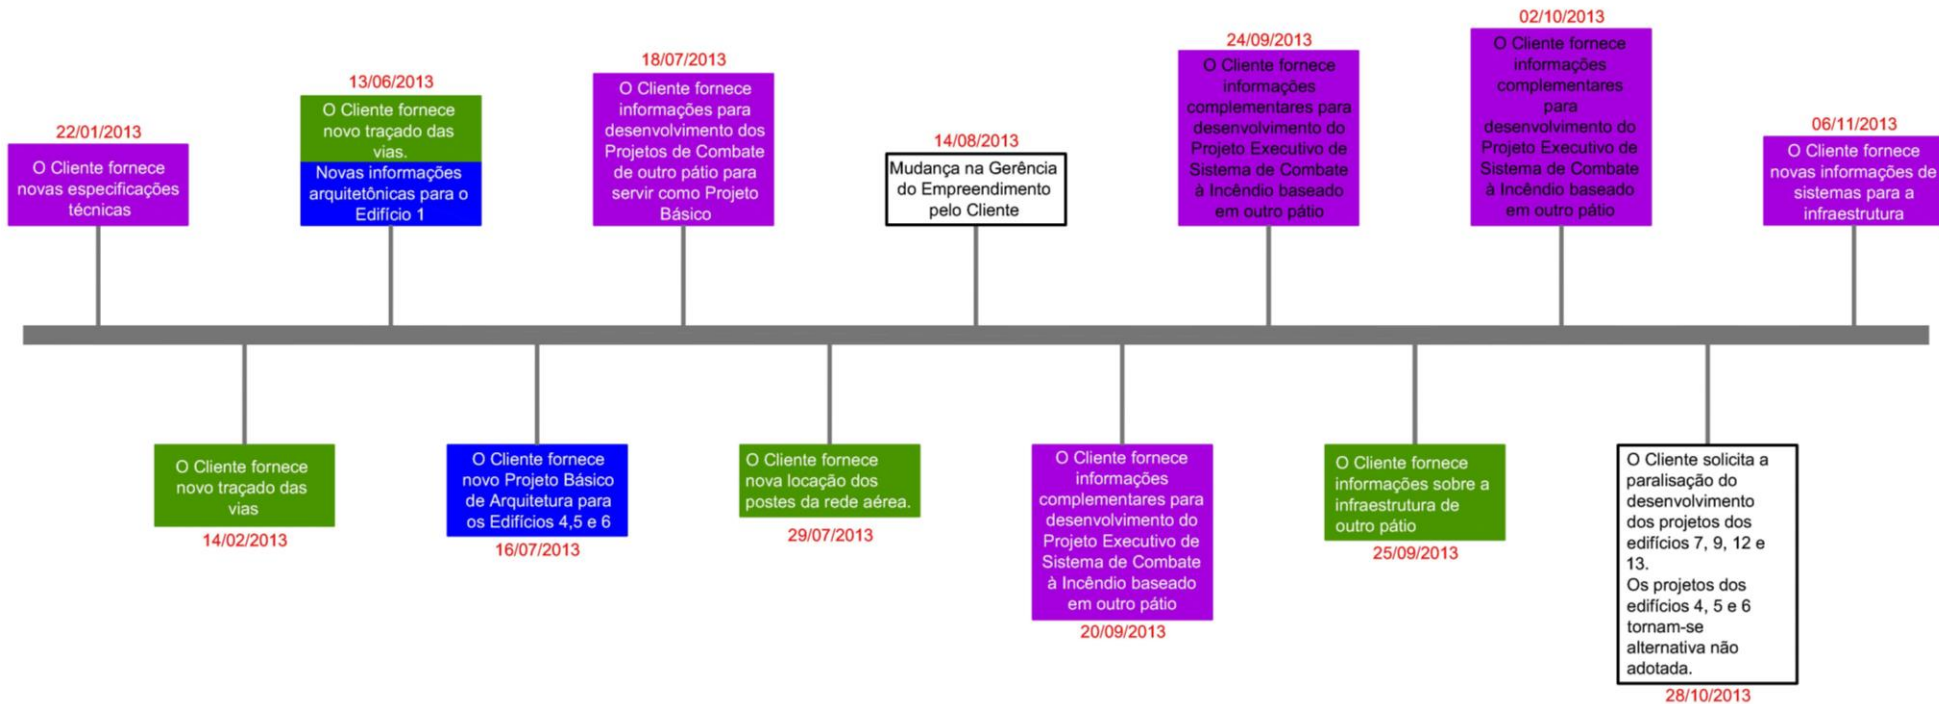 22/01/2013
O Cliente fornece
novas especificações
técnicas
14/02/2013
O Cliente fornece
novo traçado das
vias
13/06/2013
O Cliente fornece
novo traçado das
vias.
Novas informações
arquitetônicas para o
Edifício 1
16/07/2013
O Cliente fornece
novo Projeto Básico
de Arquitetura para
os Edifícios 4,5 e 6
18/07/2013
O Cliente fornece
informações para
desenvolvimento dos
Projetos de Combate
de outro pátio para
servir como Projeto
Básico
29/07/2013
O Cliente fornece
nova locação dos
postes da rede aérea.
14/08/2013
Mudança na Gerência
do Empreendimento
pelo Cliente
20/09/2013
O Cliente fornece
informações
complementares para
desenvolvimento do
Projeto Executivo de
Sistema de Combate
à Incêndio baseado
em outro pátio
24/09/2013
O Cliente fornece
informações
complementares para
desenvolvimento do
Projeto Executivo de
Sistema de Combate
à Incêndio baseado
em outro pátio
25/09/2013
O Cliente fornece
informações sobre a
infraestrutura de
outro pátio
02/10/2013
O Cliente fornece
informações
complementares
para
desenvolvimento do
Projeto Executivo de
Sistema de Combate
à Incêndio baseado
em outro pátio
28/10/2013
O Cliente solicita a
paralisação do
desenvolvimento
dos projetos dos
edifícios 7, 9, 12 e
13.
Os projetos dos
edifícios 4, 5 e 6
tornam-se
alternativa não
adotada.
06/11/2013
O Cliente fornece
novas informações de
sistemas para a
infraestrutura